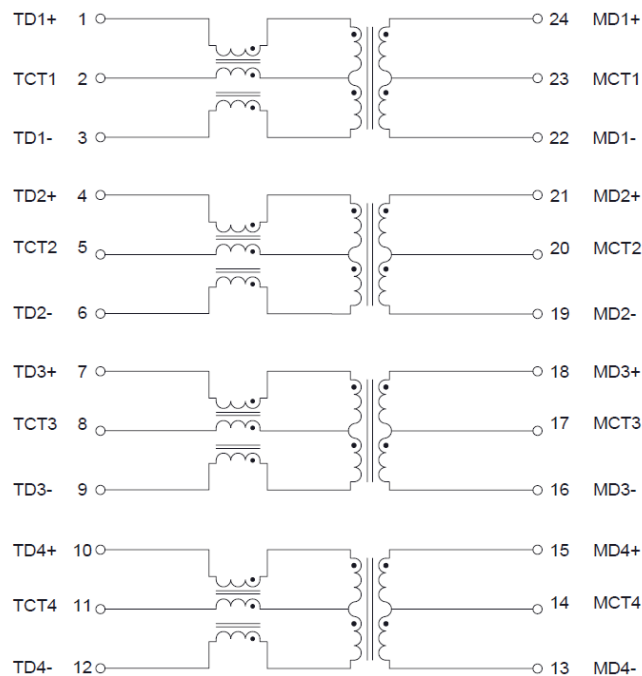 TD1+ 1 24 MD1+
TCT1 2 23 MCT1
TD1- 3 22 MD1-
TD2+ 4 21 MD2+
TCT2 5 20 MCT2
TD2- 6 19 MD2-
TD3+ 7 18 MD3+
TCT3 8 17 MCT3
TD3- 9 16 MD3-
TD4+ 10 15 MD4+
TCT4 11 14 MCT4
TD4- 12 13 MD4-